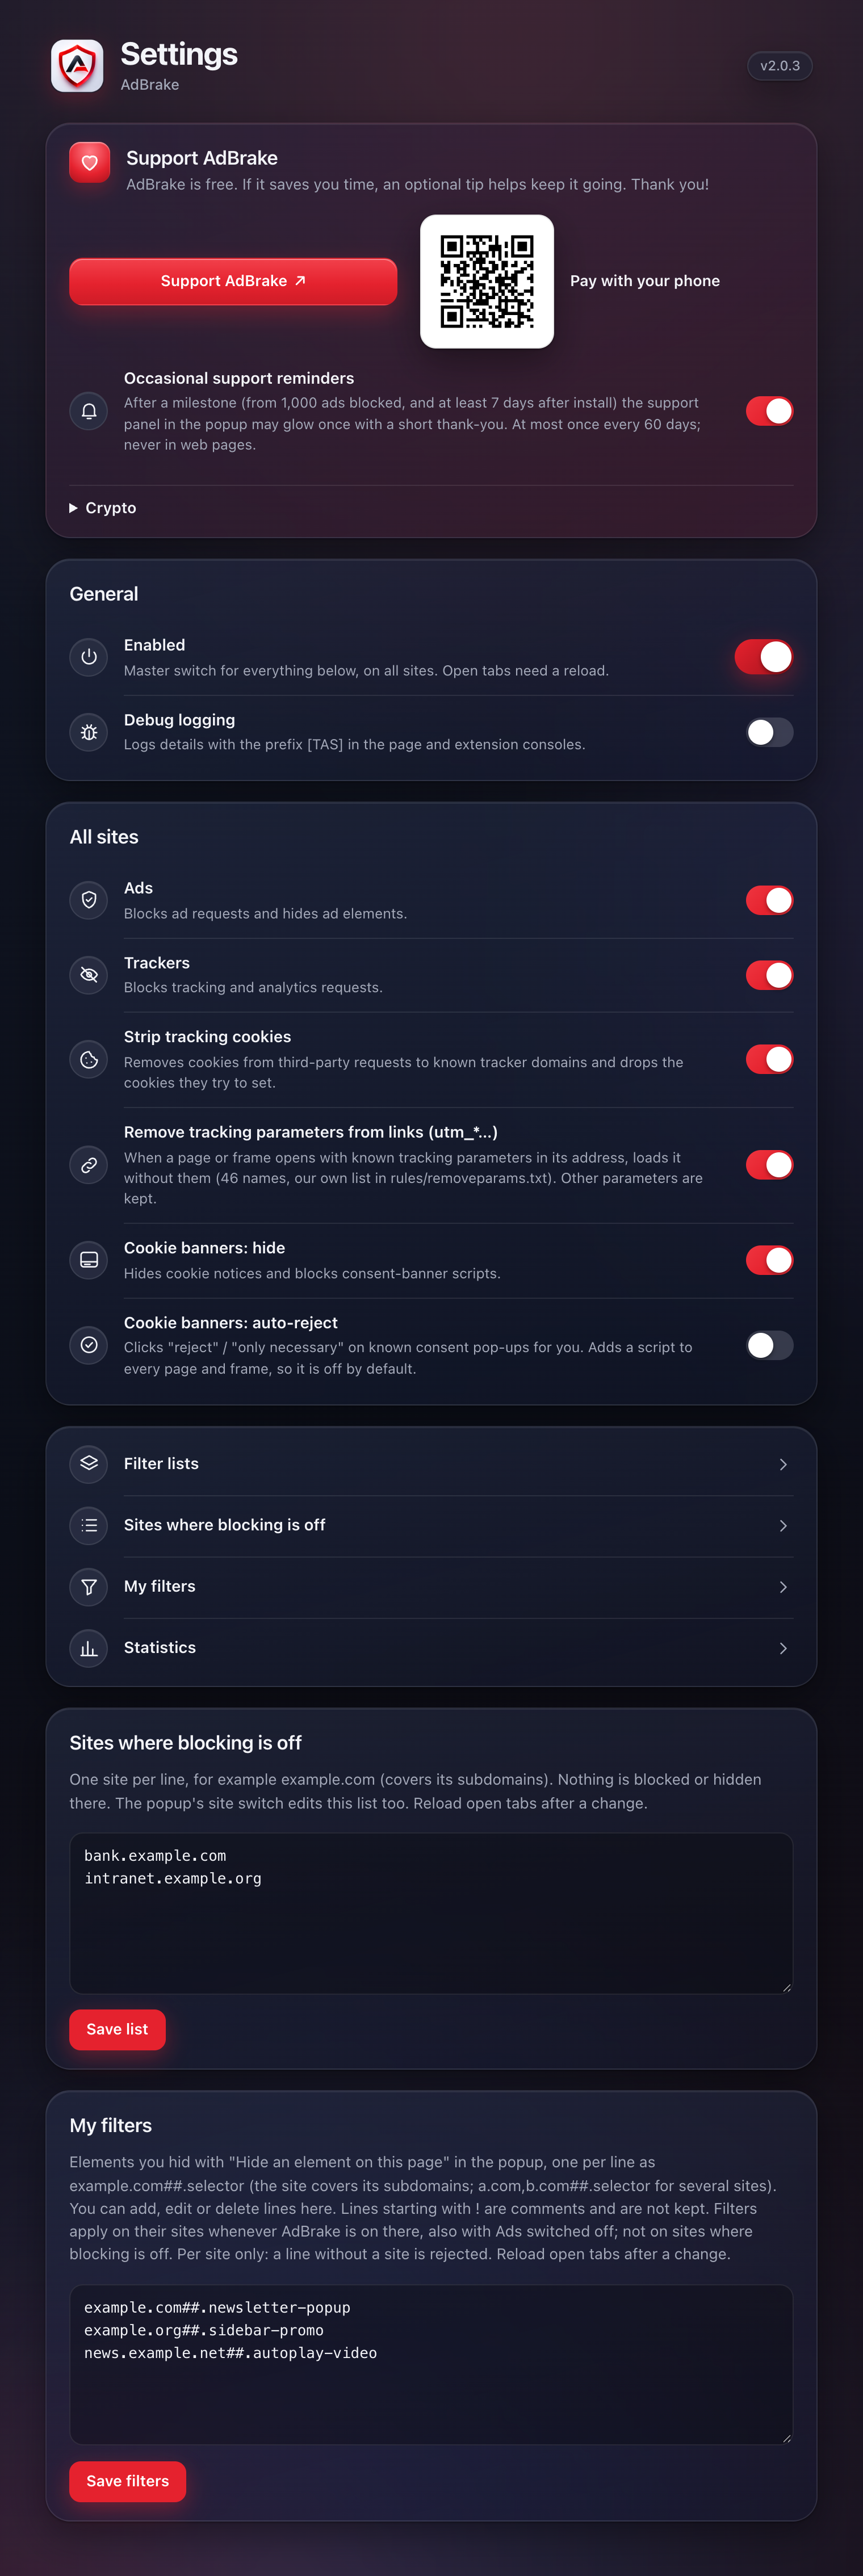 Settings
AdBrake
v2.0.3
Support AdBrake
AdBrake is free. If it saves you time, an optional tip helps keep it going. Thank you!
Support AdBrake ↗
Pay with your phone
Occasional support reminders
After a milestone (from 1,000 ads blocked, and at least 7 days after install) the support
panel in the popup may glow once with a short thank-you. At most once every 60 days;
never in web pages.
Crypto
General
Enabled
Master switch for everything below, on all sites. Open tabs need a reload.
Debug logging
Logs details with the prefix [TAS] in the page and extension consoles.
All sites
Ads
Blocks ad requests and hides ad elements.
Trackers
Blocks tracking and analytics requests.
Strip tracking cookies
Removes cookies from third-party requests to known tracker domains and drops the
cookies they try to set.
Remove tracking parameters from links (utm_*…)
When a page or frame opens with known tracking parameters in its address, loads it
without them (46 names, our own list in rules/removeparams.txt). Other parameters are
kept.
Cookie banners: hide
Hides cookie notices and blocks consent-banner scripts.
Cookie banners: auto-reject
Clicks "reject" / "only necessary" on known consent pop-ups for you. Adds a script to
every page and frame, so it is off by default.
Filter lists
Sites where blocking is off
My filters
Statistics
Sites where blocking is off
One site per line, for example example.com (covers its subdomains). Nothing is blocked or hidden
there. The popup's site switch edits this list too. Reload open tabs after a change.
bank.example.com
intranet.example.org
Save list
My filters
Elements you hid with "Hide an element on this page" in the popup, one per line as
example.com##.selector (the site covers its subdomains; a.com,b.com##.selector for several sites).
You can add, edit or delete lines here. Lines starting with ! are comments and are not kept. Filters
apply on their sites whenever AdBrake is on there, also with Ads switched off; not on sites where
blocking is off. Per site only: a line without a site is rejected. Reload open tabs after a change.
example.com##.newsletter-popup
example.org##.sidebar-promo
news.example.net##.autoplay-video
Save filters